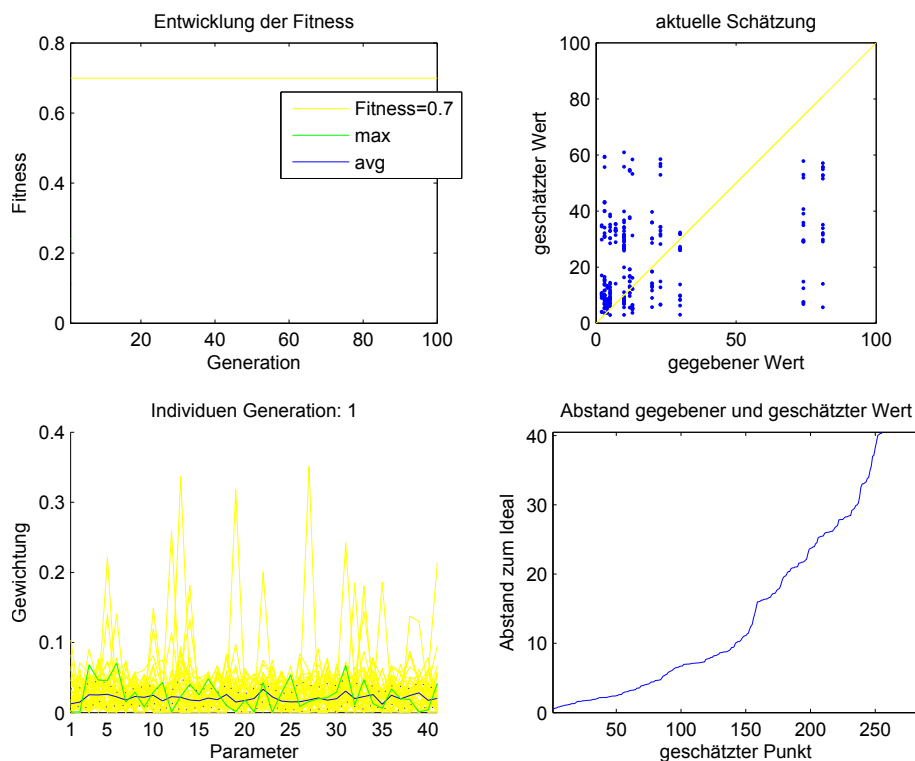 Entwicklung der Fitness
0.8
0.6
0.4
0.2
0
20 40 60 80 100
Fitness
Generation
Fitness=0.7
max
avg
aktuelle Schätzung
100
80
60
40
20
0
0 50 100
geschätzter Wert
gegebener Wert
Individuen Generation: 1
0.4
0.3
0.2
0.1
0
1 5 10 15 20 25 30 35 40
Gewichtung
Parameter
Abstand gegebener und geschätzter Wert
40
30
20
10
0
50 100 150 200 250
Abstand zum Ideal
geschätzter Punkt